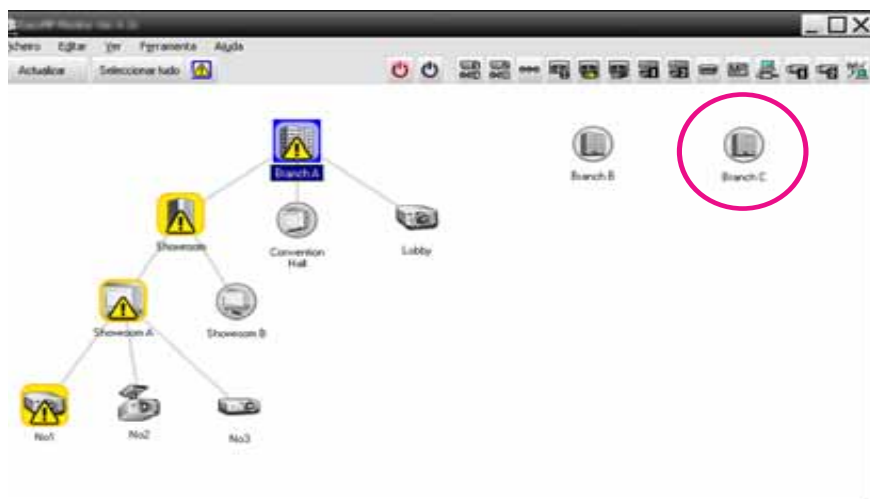 Editar Ver Ferramenta Ajuda
Actualizar Seleccionar tudo
Branch A
Branch B
Branch C
Showroom
Convention
Hall
Lobby
Showroom A
Showroom B
No1
No2
No3